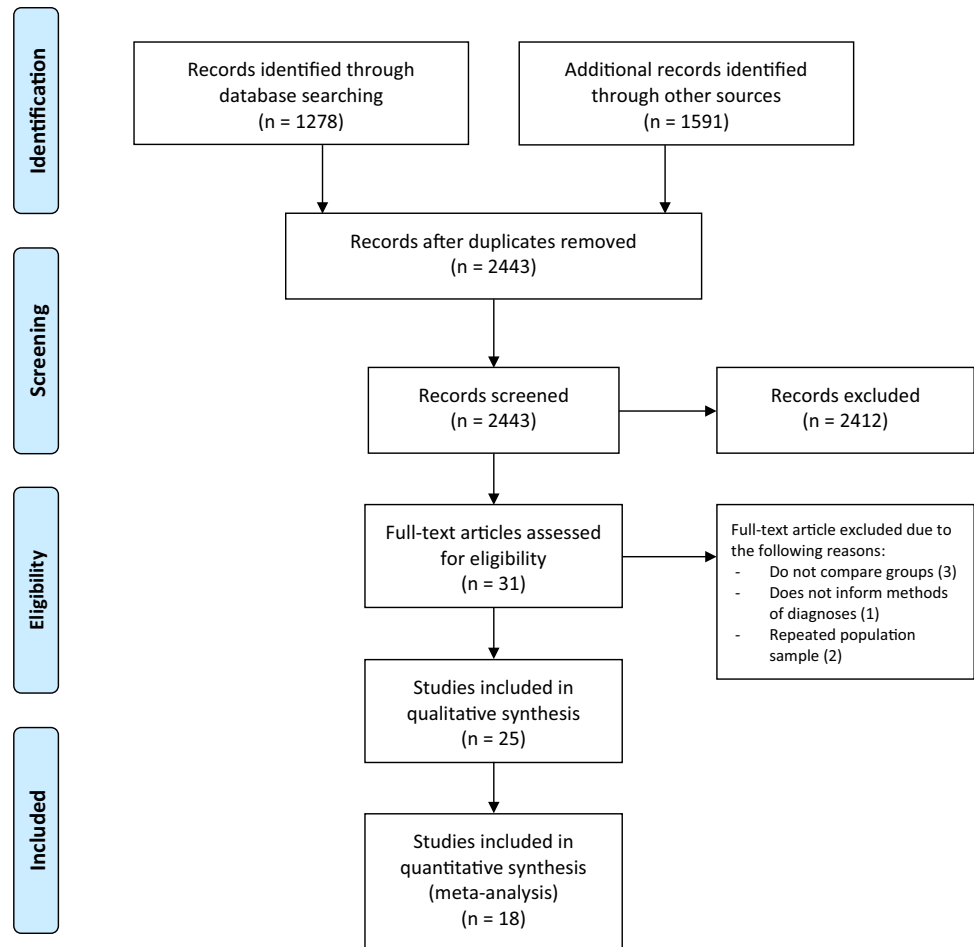 Identification
Records identified through
database searching
(n = 1278)
Additional records identified
through other sources
(n = 1591)
Records after duplicates removed
(n = 2443)
Screening
Records screened
(n = 2443)
Records excluded
(n = 2412)
Eligibility
Full-text articles assessed
for eligibility
(n = 31)
Full-text article excluded due to
the following reasons:
- Do not compare groups (3)
- Does not inform methods
of diagnoses (1)
- Repeated population
sample (2)
Studies included in
qualitative synthesis
(n = 25)
Included
Studies included in
quantitative synthesis
(meta-analysis)
(n = 18)